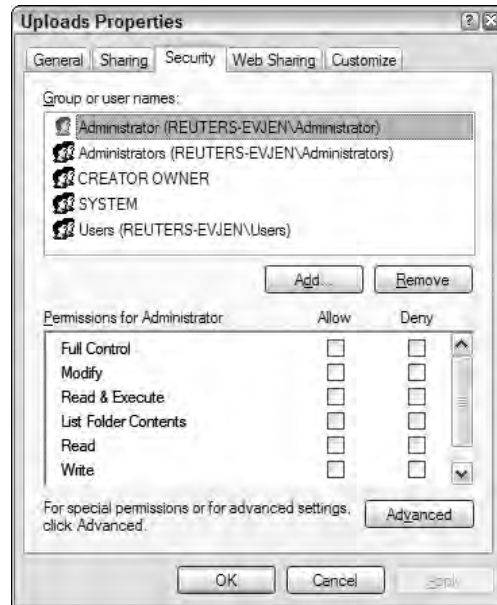 Uploads Properties
General Sharing Security Web Sharing Customize
Group or user names:
Administrator (REUTERS-EVJEN\Administrator)
Administrators (REUTERS-EVJEN\Administrators)
CREATOR OWNER
SYSTEM
Users (REUTERS-EVJEN\Users)
Add... Remove
Permissions for Administrator Allow Deny
Full Control
Modify
Read & Execute
List Folder Contents
Read
Write
For special permissions or for advanced settings, Advanced
click Advanced.
OK Cancel Apply